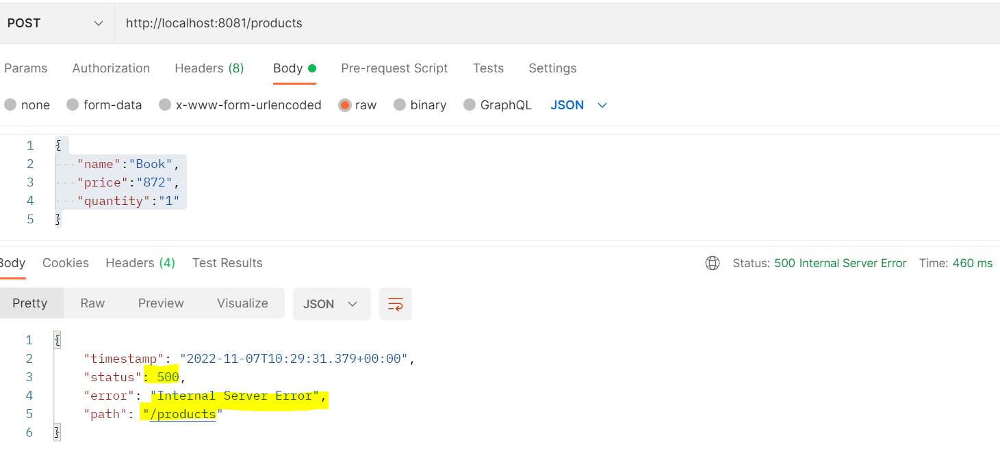 POST http://localhost:8081/products
Params Authorization Headers (8) Body Pre-request Script Tests Settings
none form-data x-www-form-urlencoded raw binary GraphQL JSON
1 {
2 ···"name":"Book",
3 ···"price":"872",
4 ···"quantity":"1"
5 }
Body Cookies Headers (4) Test Results Status: 500 Internal Server Error Time: 460 ms
Pretty Raw Preview Visualize JSON
1 {
2 "timestamp": "2022-11-07T10:29:31.379+00:00",
3 "status": 500,
4 "error": "Internal Server Error",
5 "path": "/products"
6 }